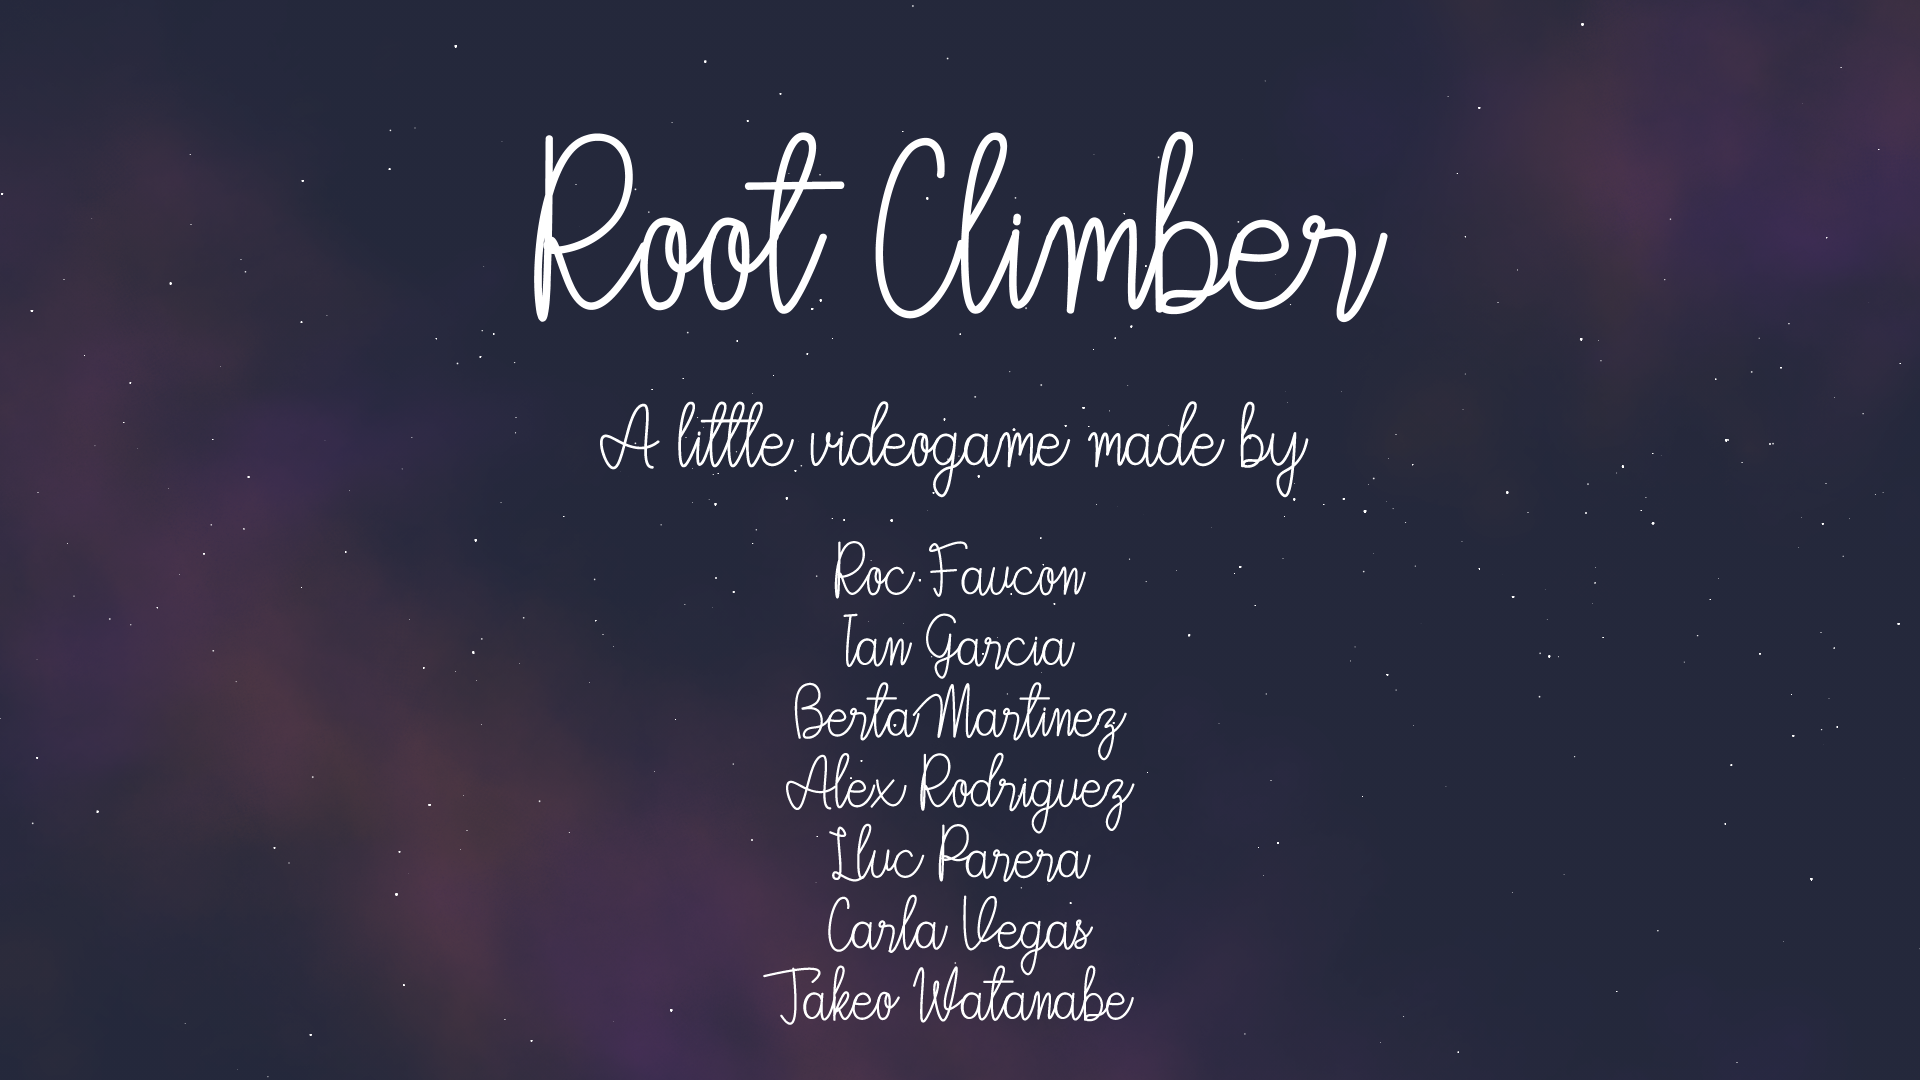 Root Climber
A little videogame made by
Roc Faucon
Ian Garcia
Berta Martinez
Alex Rodriguez
Lluc Parera
Carla Vegas
Takeo Watanabe